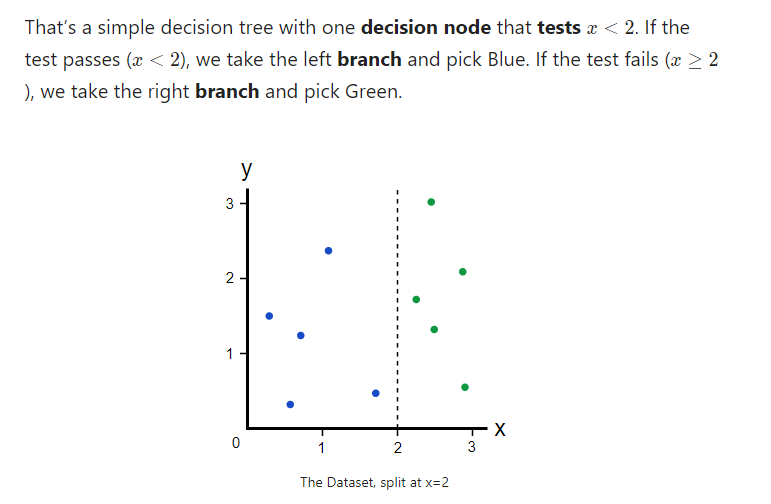 That's a simple decision tree with one decision node that tests x < 2. If the
test passes (x < 2), we take the left branch and pick Blue. If the test fails (x ≥ 2
), we take the right branch and pick Green.
y
3
2
1
0
1
2
3
X
The Dataset, split at x=2